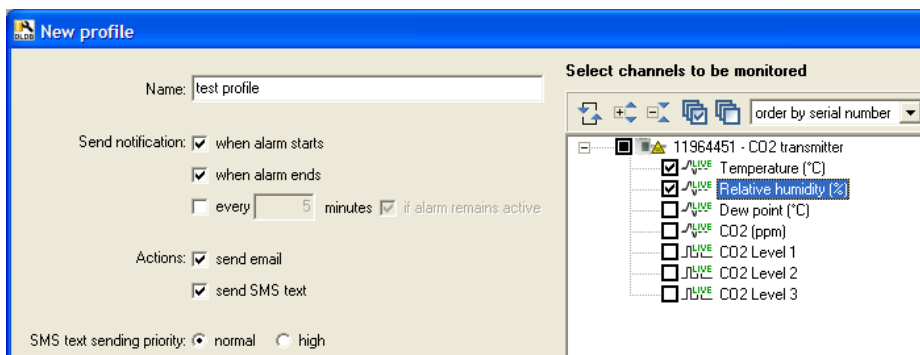 DLDB New profile
Name: test profile
Send notification: when alarm starts
when alarm ends
every 5 minutes if alarm remains active
Actions: send email
send SMS text
SMS text sending priority: normal high
Select channels to be monitored
order by serial number
11964451 - CO2 transmitter
LIVE Temperature (°C)
LIVE Relative humidity (%)
LIVE Dew point (°C)
LIVE CO2 (ppm)
LIVE CO2 Level 1
LIVE CO2 Level 2
LIVE CO2 Level 3